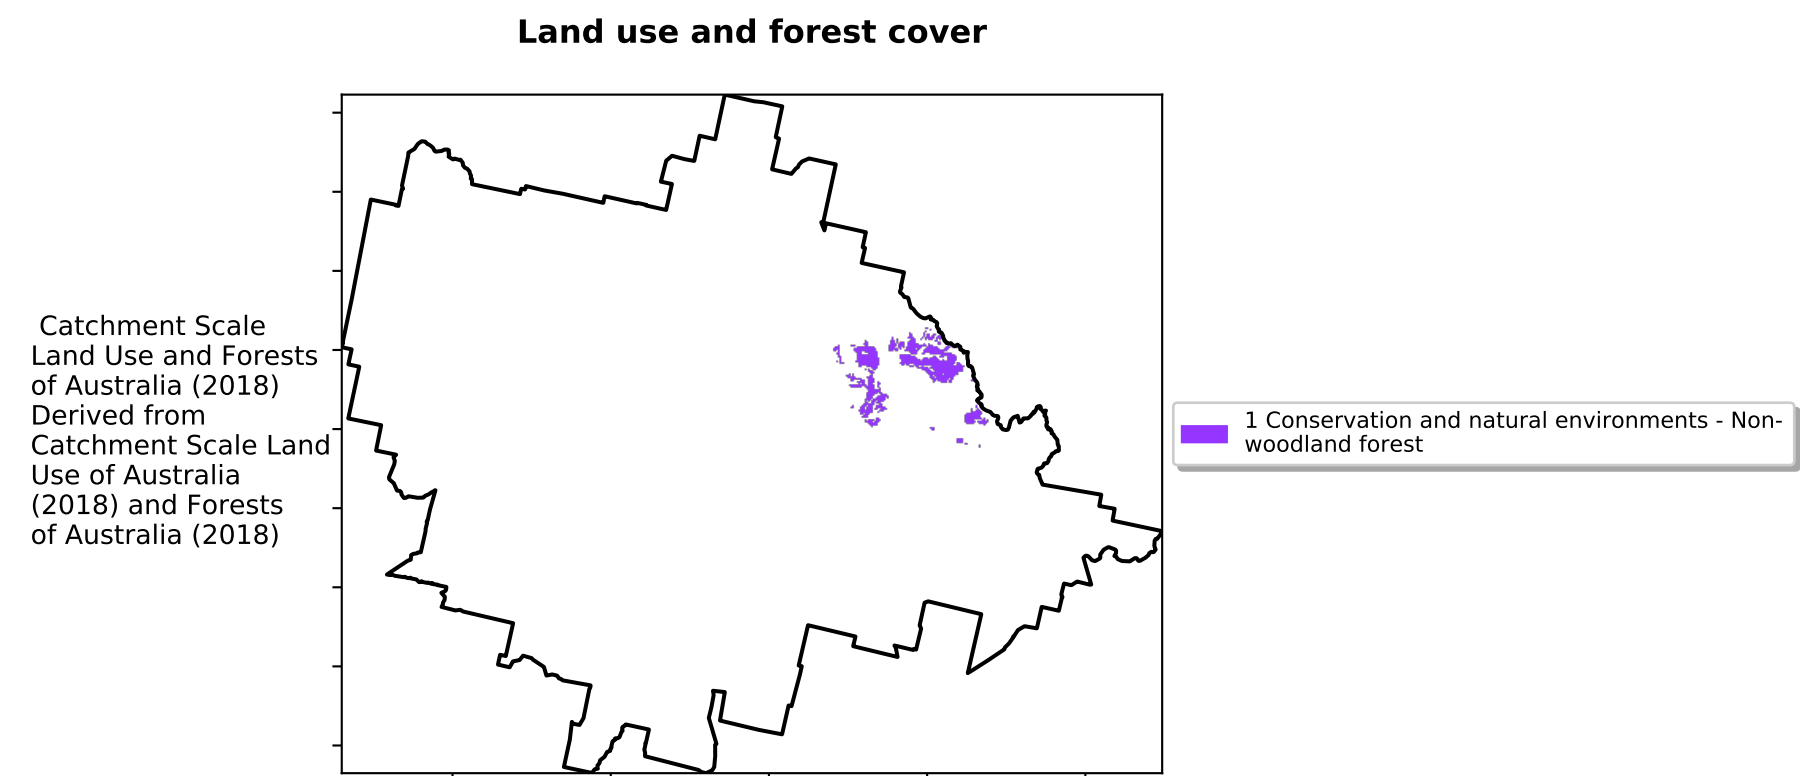 Land use and forest cover
Catchment Scale
Land Use and Forests
of Australia (2018)
Derived from
Catchment Scale Land
Use of Australia
(2018) and Forests
of Australia (2018)
1 Conservation and natural environments - Non-
woodland forest